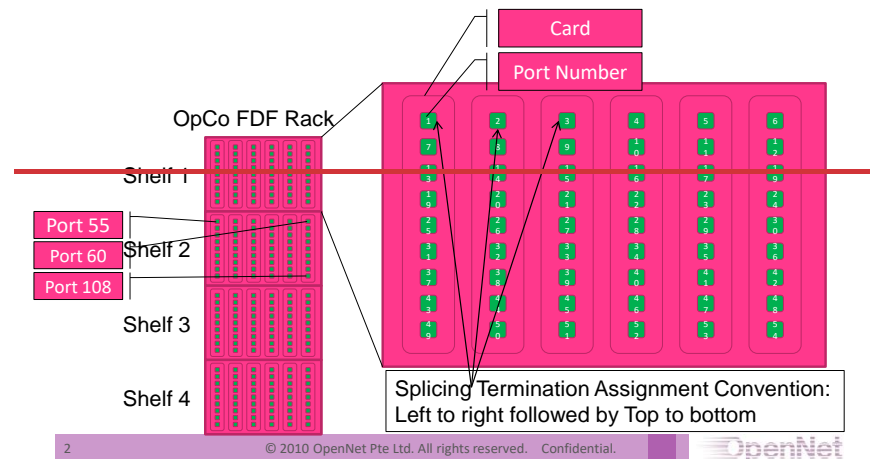 Card
Port Number
OpCo FDF Rack
1 2 3 4 5 6
7 8 9 10 11 12
13 14 15 16 17
19 20 21 22 23 24
25 26 27 28 29 30
31 32 33 34 35 36
37 38 39 40 41 42
43 44 45 46 47 48
49 50 51 52 53 54
Shelf 1
Port 55
Port 60
Shelf 2
Port 108
Shelf 3
Shelf 4
Splicing Termination Assignment Convention:
Left to right followed by Top to bottom
2
© 2010 OpenNet Pte Ltd. All rights reserved. Confidential.
OpenNet